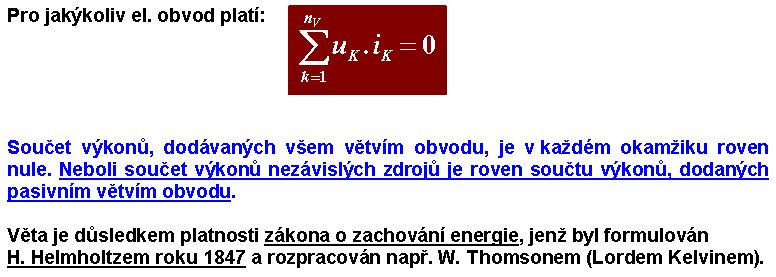 Pro jakýkoliv el. obvod platí:
n_V
∑ u_K . i_K = 0
k=1
Součet výkonů, dodávaných všem větvím obvodu, je v každém okamžiku roven
nule. Neboli součet výkonů nezávislých zdrojů je roven součtu výkonů, dodaných
pasivním větvím obvodu.
Věta je důsledkem platnosti zákona o zachování energie, jenž byl formulován
H. Helmholtzem roku 1847 a rozpracován např. W. Thomsonem (Lordem Kelvinem).